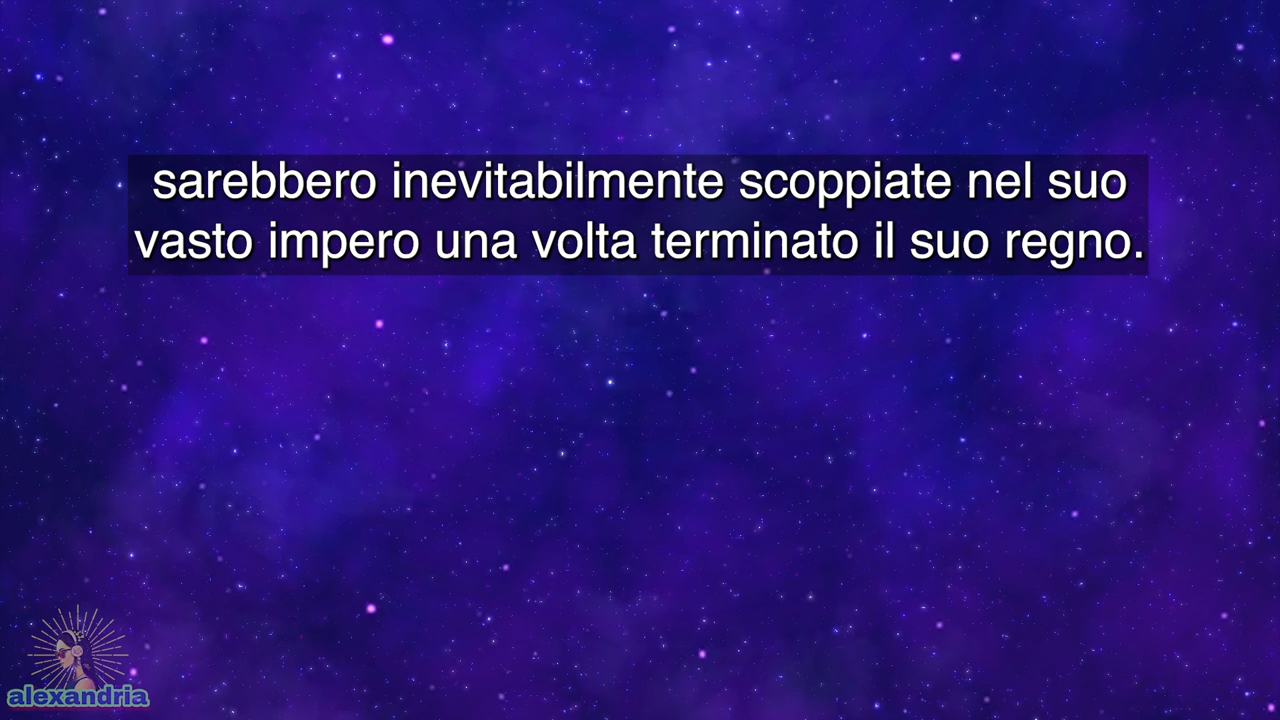 sarebbero inevitabilmente scoppiate nel suo
vasto impero una volta terminato il suo regno.
alexandria